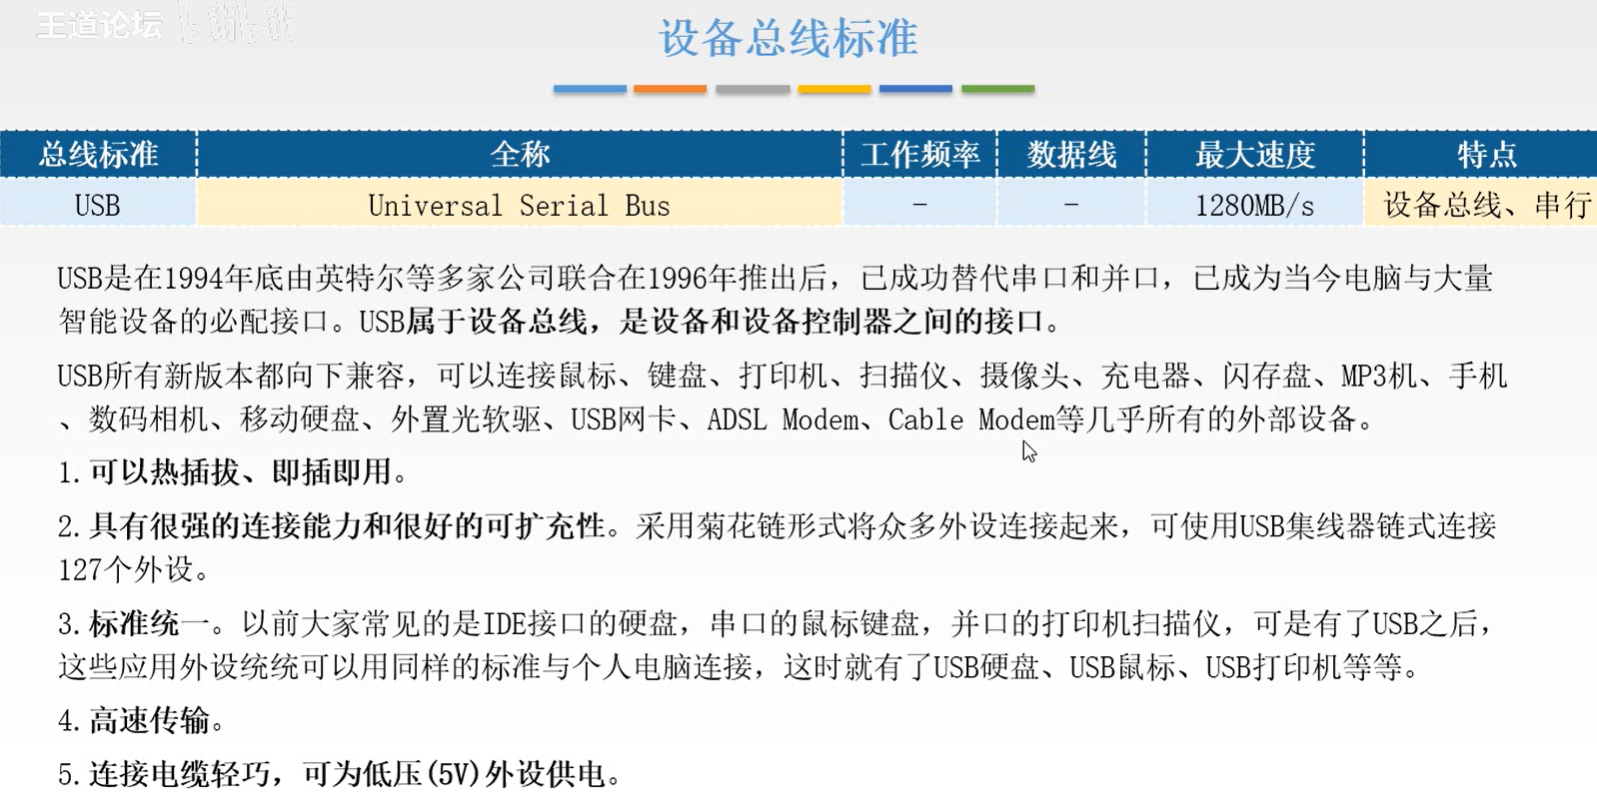 王道论坛 bilibili
设备总线标准
总线标准 全称 工作频率 数据线 最大速度 特点
USB Universal Serial Bus - - 1280MB/s 设备总线、串行
USB是在1994年底由英特尔等多家公司联合在1996年推出后，已成功替代串口和并口，已成为当今电脑与大量
智能设备的必配接口。USB属于设备总线，是设备和设备控制器之间的接口。
USB所有新版本都向下兼容，可以连接鼠标、键盘、打印机、扫描仪、摄像头、充电器、闪存盘、MP3机、手机
、数码相机、移动硬盘、外置光软驱、USB网卡、ADSL Modem、Cable Modem等几乎所有的外部设备。
1.可以热插拔、即插即用。
2.具有很强的连接能力和很好的可扩充性。采用菊花链形式将众多外设连接起来，可使用USB集线器链式连接
127个外设。
3.标准统一。以前大家常见的是IDE接口的硬盘，串口的鼠标键盘，并口的打印机扫描仪，可是有了USB之后，
这些应用外设统统可以用同样的标准与个人电脑连接，这时就有了USB硬盘、USB鼠标、USB打印机等等。
4.高速传输。
5.连接电缆轻巧，可为低压(5V)外设供电。